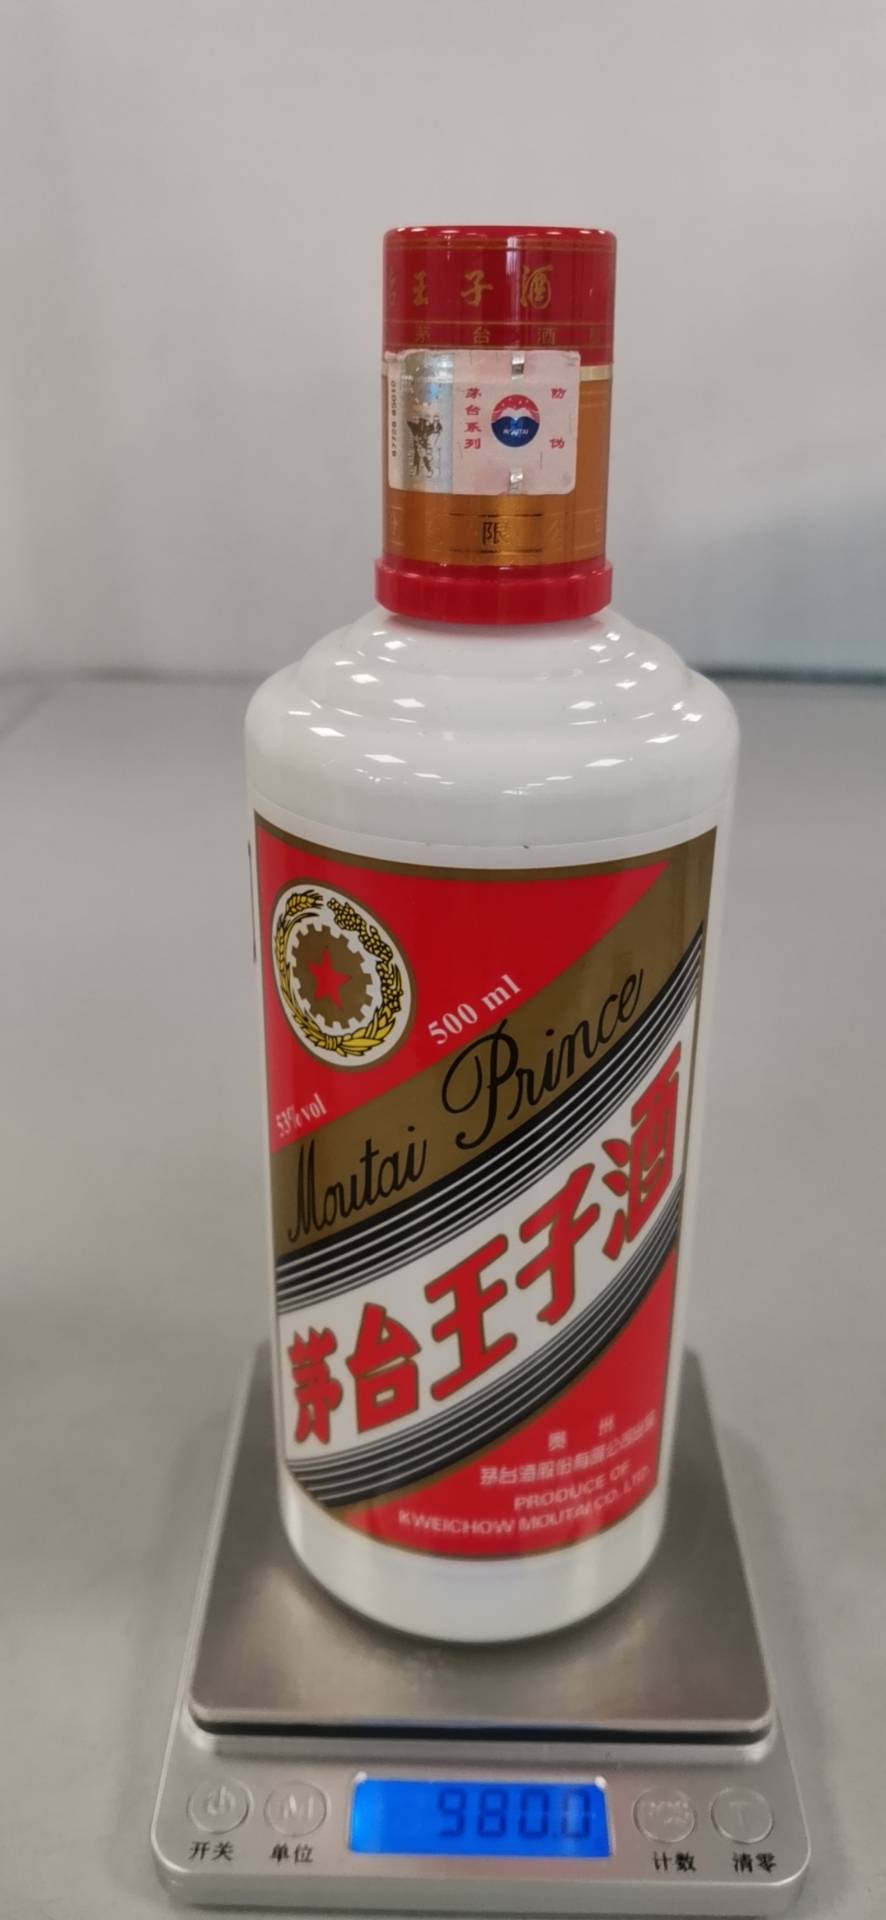 台王子酒
茅台酒
防
茅台系列
伪
MOUTAI
限
500 ml
53% vol
Moutai Prince
茅台王子酒
贵州
茅台酒股份有限公司出品
PRODUCE OF
KWEICHOW MOUTAI CO., LTD.
980.0
M
T
开关
单位
计数
清零